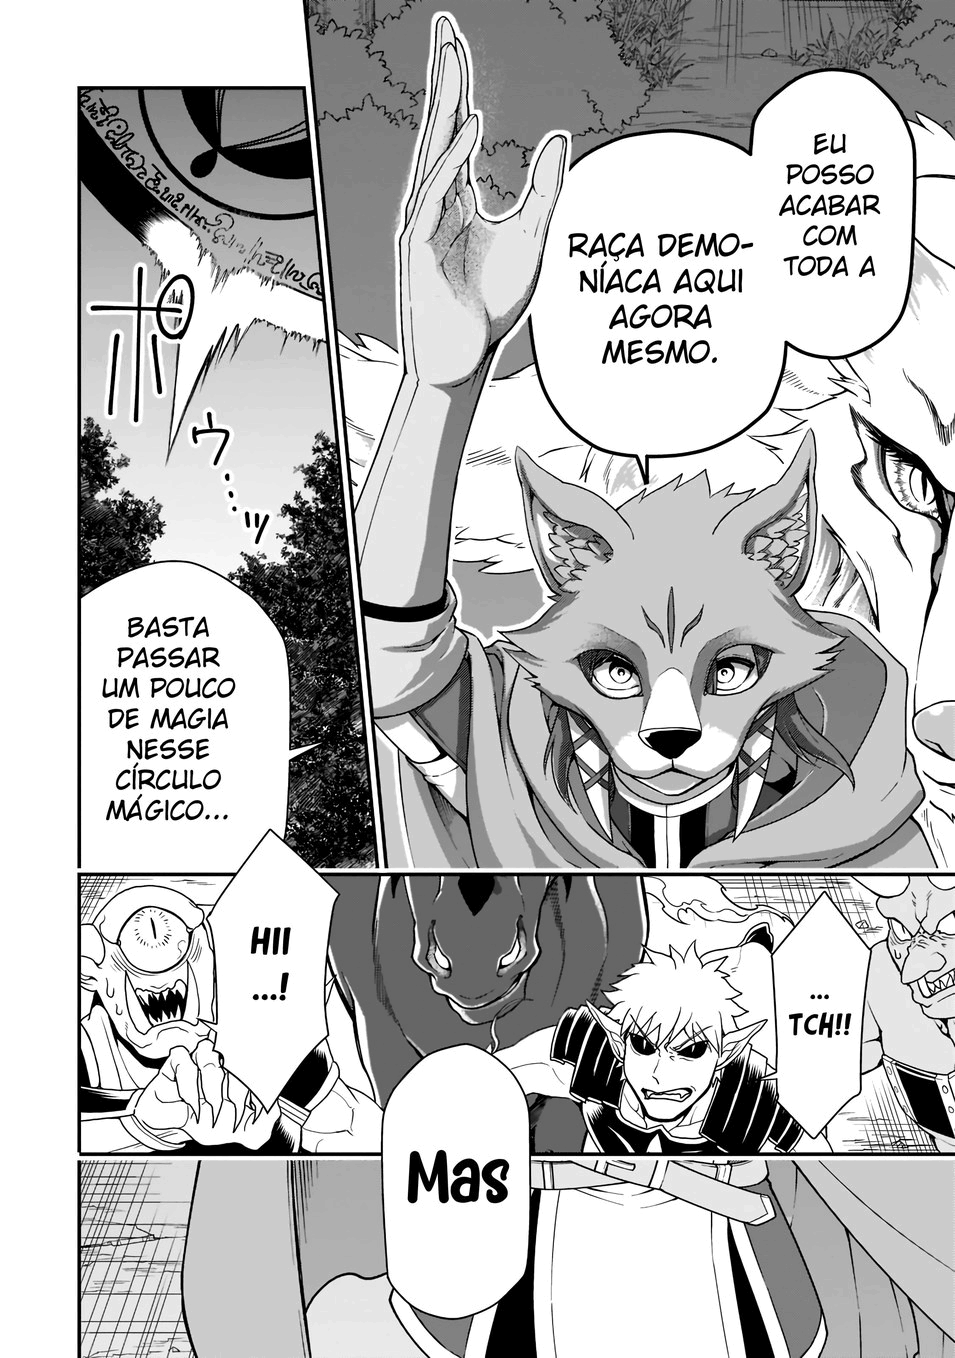 BASTA
PASSAR
UM POUCO
DE MAGIA
NESSE
CÍRCULO
MÁGICO...
ポ
ウ...ッ
EU
POSSO
ACABAR
COM
TODA A
RAÇA DEMO-
NÍACA AQUI
AGORA
MESMO.
HII
...!
...
TCH!!
Mas